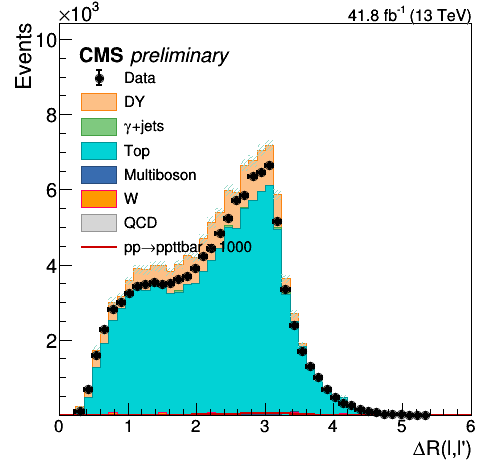 ×10³
41.8 fb⁻¹ (13 TeV)
Events
10
8
6
4
2
CMS preliminary
Data
DY
γ+jets
Top
Multiboson
W
QCD
pp→ppttbar * 1000
0 1 2 3 4 5 6
ΔR(l,l')